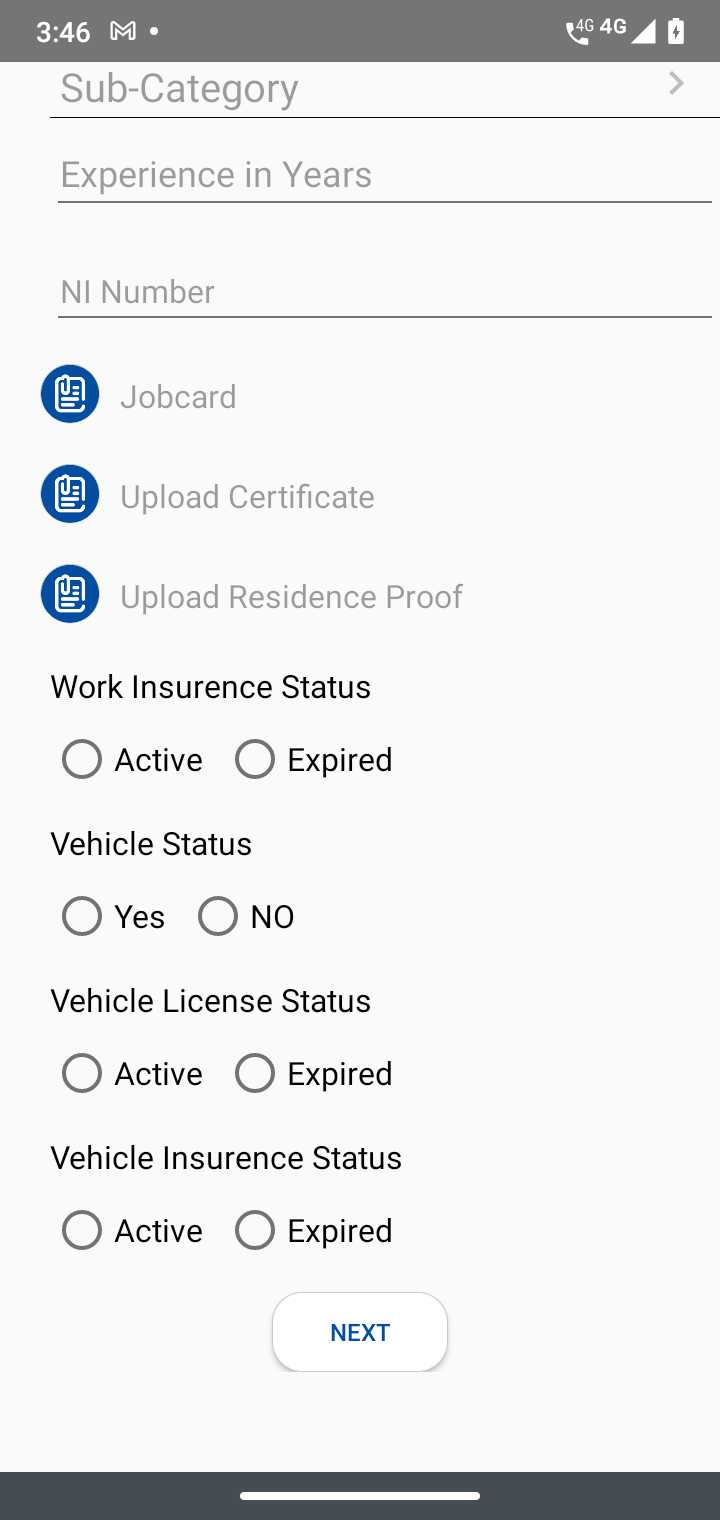 3:46
4G 4G
Sub-Category
Experience in Years
NI Number
Jobcard
Upload Certificate
Upload Residence Proof
Work Insurence Status
Active Expired
Vehicle Status
Yes NO
Vehicle License Status
Active Expired
Vehicle Insurence Status
Active Expired
NEXT